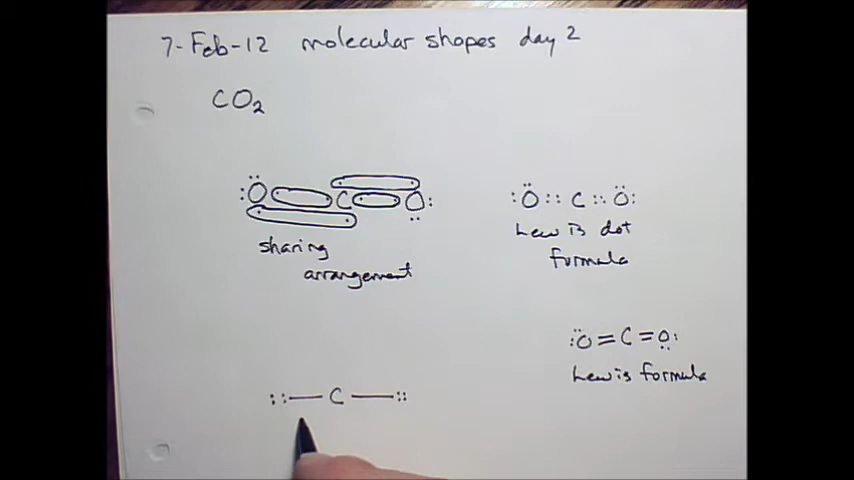 7-Feb-12 molecular shapes day 2
CO2
:Ö C O:
sharing
arrangement
:Ö :: C :: Ö:
Lewis dot
formula
:Ö=C=O:
Lewis formula
::—C—::